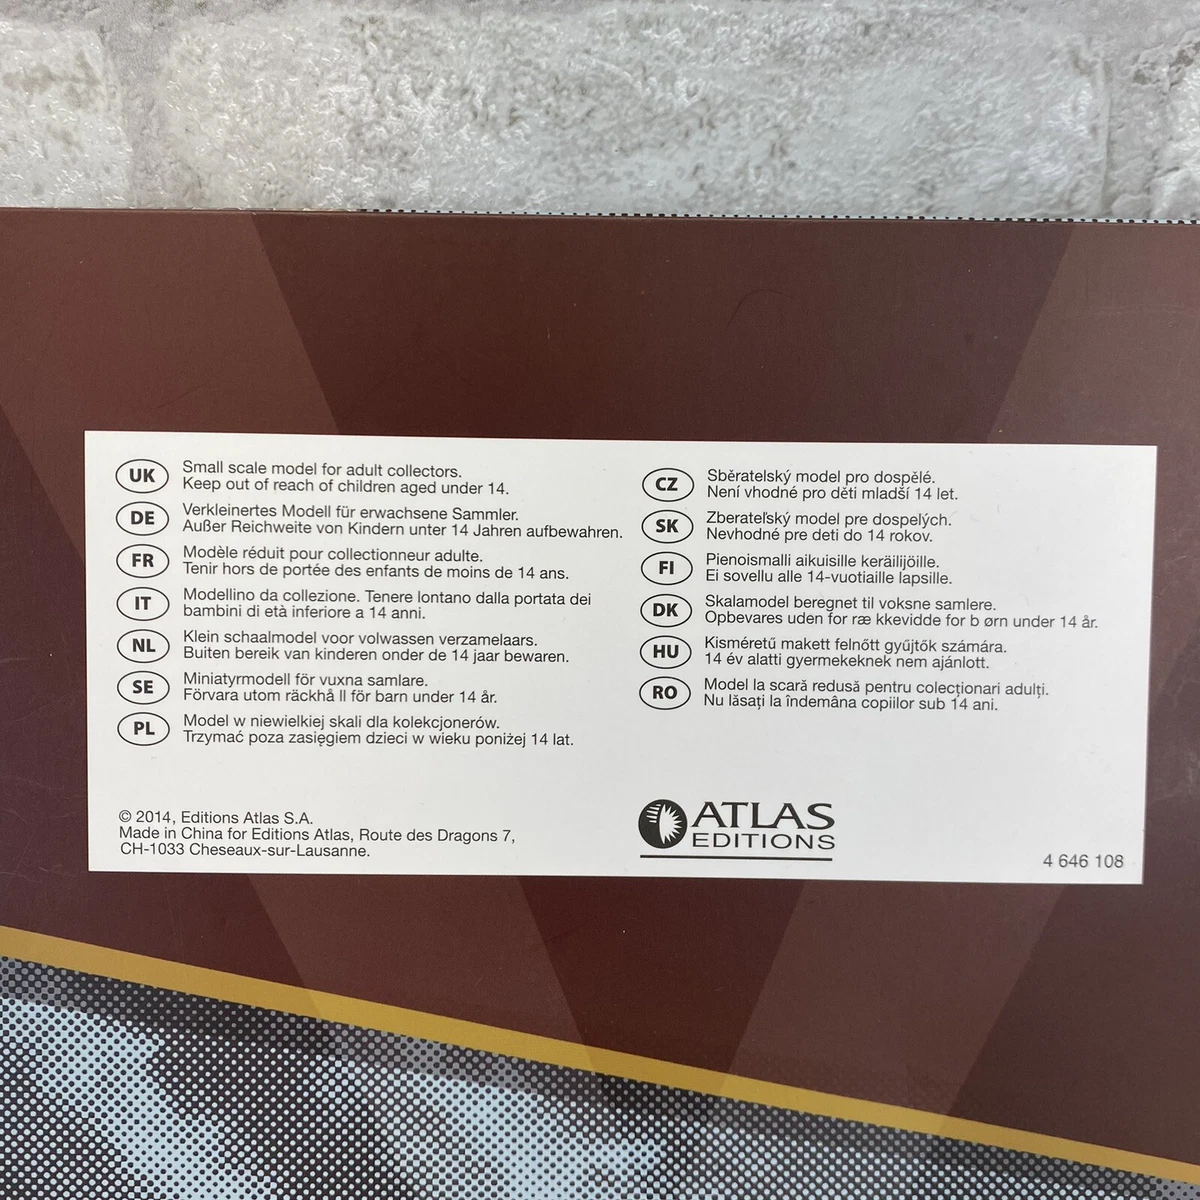 UK
Small scale model for adult collectors.
Keep out of reach of children aged under 14.
DE
Verkleinertes Modell für erwachsene Sammler.
Außer Reichweite von Kindern unter 14 Jahren aufbewahren.
FR
Modèle réduit pour collectionneur adulte.
Tenir hors de portée des enfants de moins de 14 ans.
IT
Modellino da collezione. Tenere lontano dalla portata dei
bambini di età inferiore a 14 anni.
NL
Klein schaalmodel voor volwassen verzamelaars.
Buiten bereik van kinderen onder de 14 jaar bewaren.
SE
Miniatyrmodell för vuxna samlare.
Förvara utom räckhå ll för barn under 14 år.
PL
Model w niewielkiej skali dla kolekcjonerów.
Trzymać poza zasięgiem dzieci w wieku poniżej 14 lat.
CZ
Sběratelský model pro dospělé.
Není vhodné pro děti mladší 14 let.
SK
Zberateľský model pre dospelých.
Nevhodné pre deti do 14 rokov.
FI
Pienoismalli aikuisille keräilijöille.
Ei sovellu alle 14-vuotiaille lapsille.
DK
Skalamodel beregnet til voksne samlere.
Opbevares uden for ræ kkevidde for b ørn under 14 år.
HU
Kisméretű makett felnőtt gyűjtők számára.
14 év alatti gyermekeknek nem ajánlott.
RO
Model la scară redusă pentru colecționari adulți.
Nu lăsați la îndemâna copiilor sub 14 ani.
© 2014, Editions Atlas S.A.
Made in China for Editions Atlas, Route des Dragons 7,
CH-1033 Cheseaux-sur-Lausanne.
ATLAS
EDITIONS
4 646 108